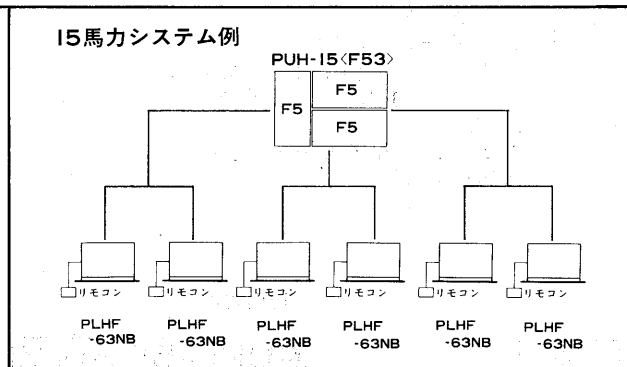 15馬力システム例
PUH-15〈F53〉
F5
F5
F5
リモコン リモコン リモコン リモコン リモコン リモコン
PLHF PLHF PLHF PLHF PLHF PLHF
-63NB -63NB -63NB -63NB -63NB -63NB